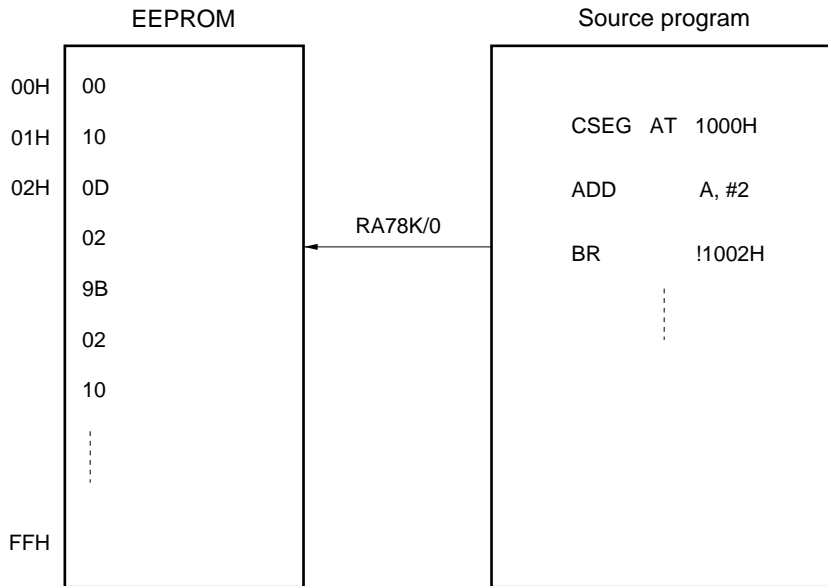 EEPROM
Source program
00H 00
01H 10
02H 0D
02
9B
02
10
FFH
RA78K/0
CSEG AT 1000H
ADD A, #2
BR !1002H